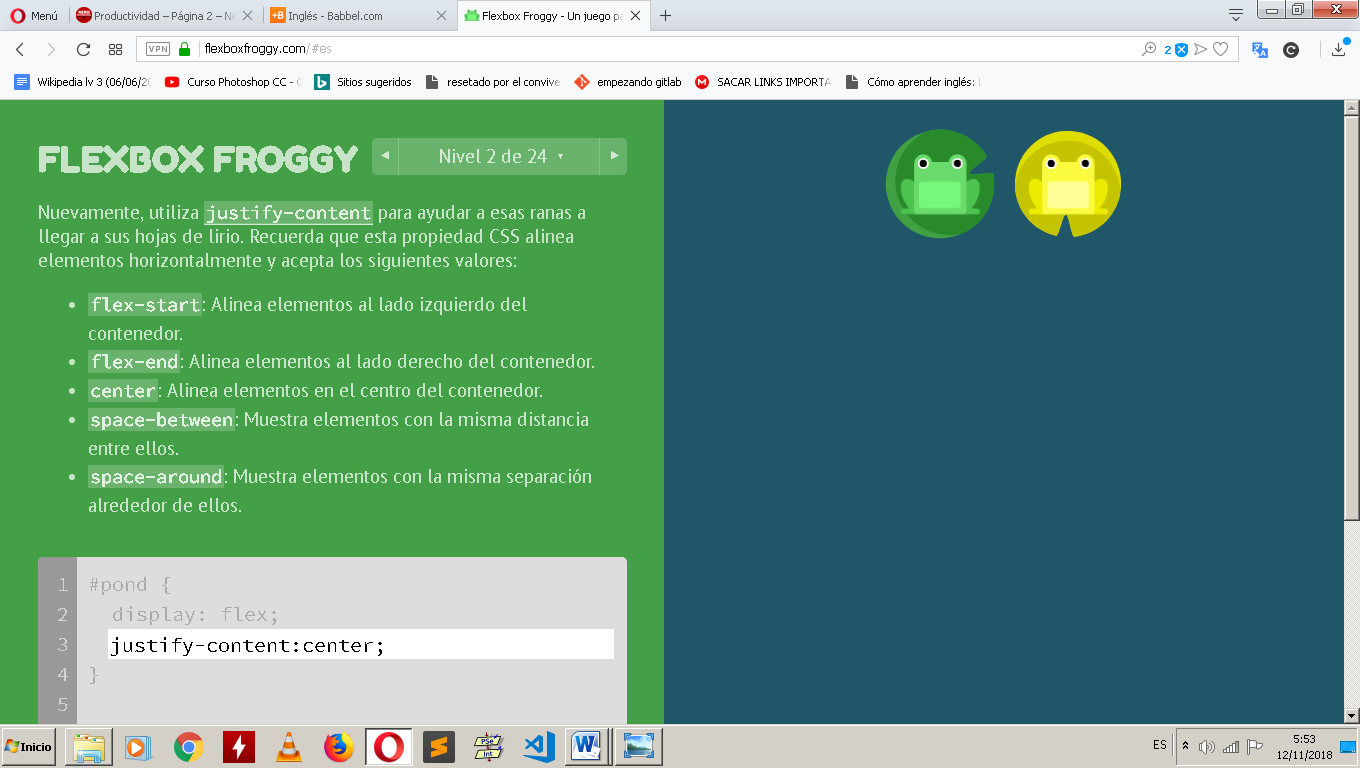 Menú
Productividad – Página 2 – Ne
Inglés - Babbel.com
Flexbox Froggy - Un juego pa
VPN
flexboxfroggy.com/#es
2
Wikipedia lv 3 (06/06/20
Curso Photoshop CC - C
Sitios sugeridos
resetado por el convive
empezando gitlab
SACAR LINKS IMPORTA
Cómo aprender inglés:
FLEXBOX FROGGY
Nivel 2 de 24
Nuevamente, utiliza justify-content para ayudar a esas ranas a
llegar a sus hojas de lirio. Recuerda que esta propiedad CSS alinea
elementos horizontalmente y acepta los siguientes valores:
• flex-start: Alinea elementos al lado izquierdo del
contenedor.
• flex-end: Alinea elementos al lado derecho del contenedor.
• center: Alinea elementos en el centro del contenedor.
• space-between: Muestra elementos con la misma distancia
entre ellos.
• space-around: Muestra elementos con la misma separación
alrededor de ellos.
1 #pond {
2 display: flex;
3 justify-content:center;
4 }
5
Inicio
PSe
Int
ES
5:53
12/11/2018